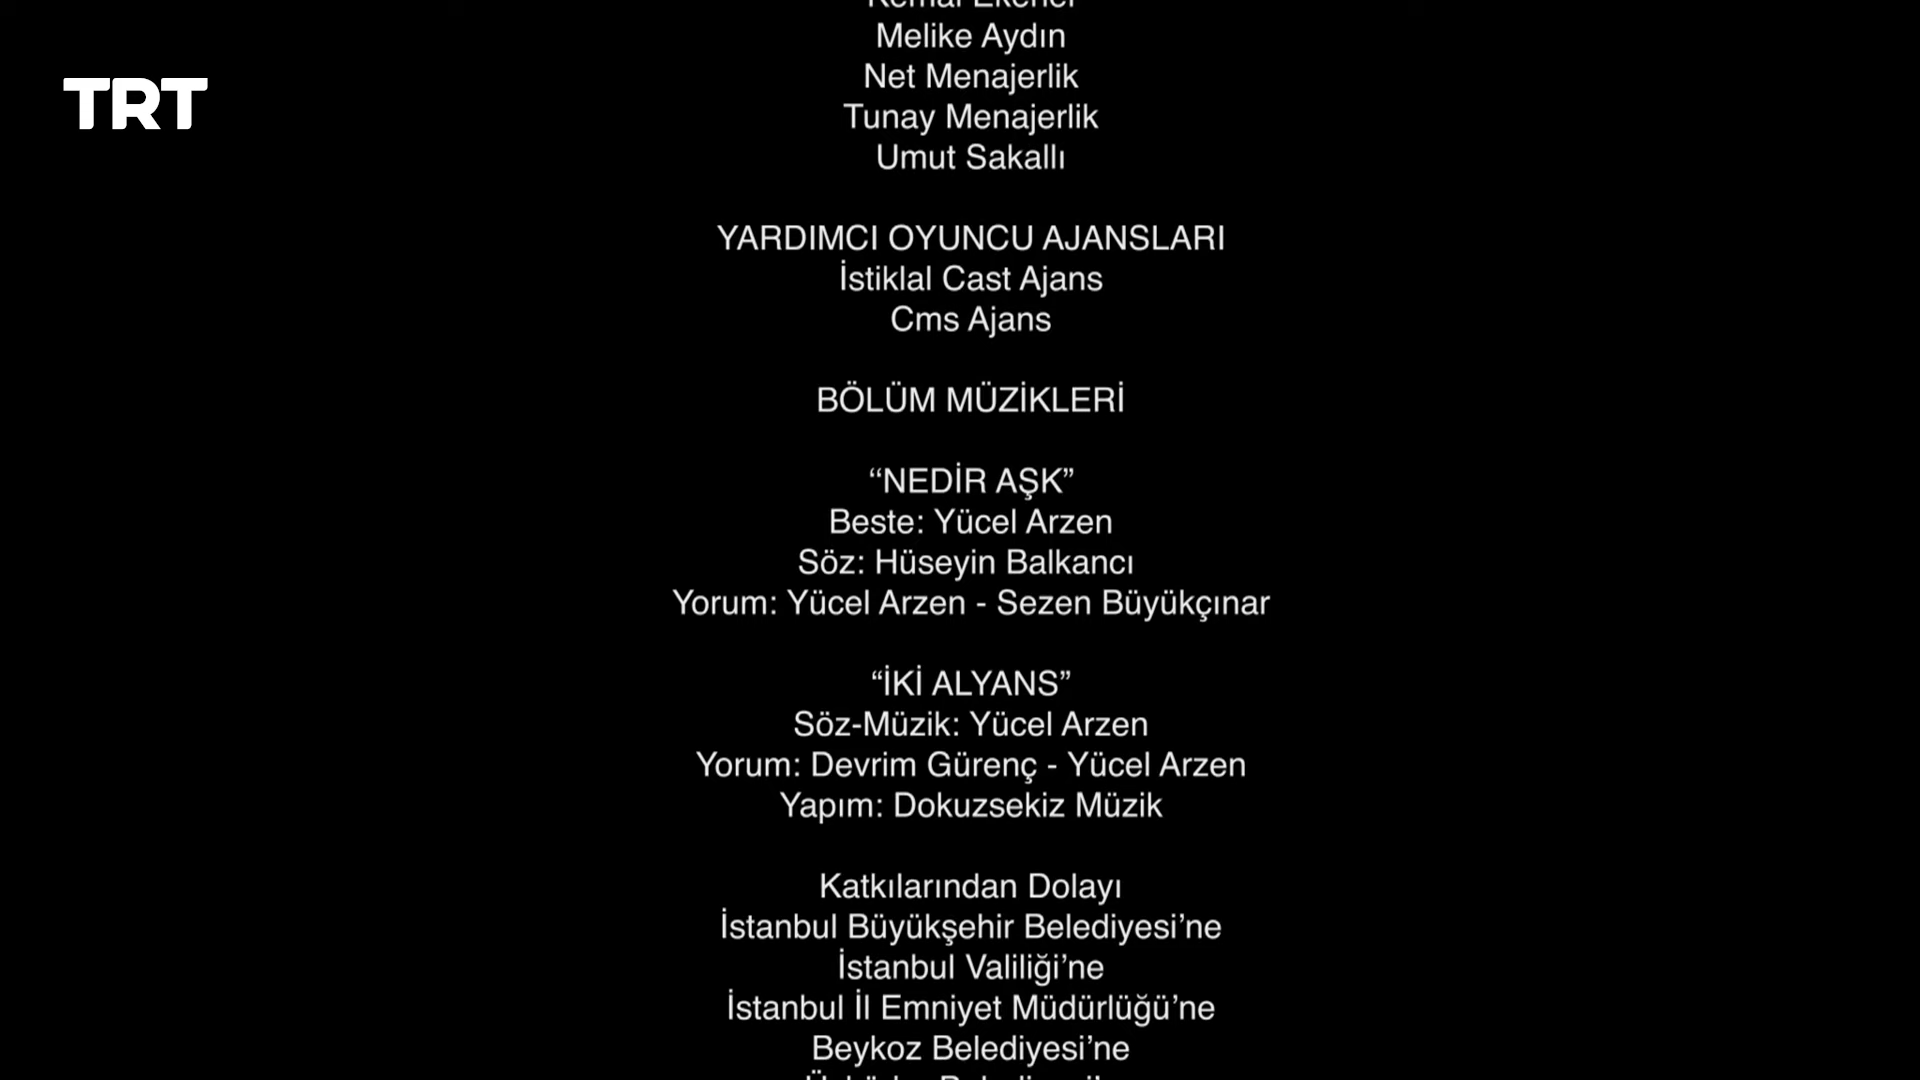 TRT
Melike Aydın
Net Menajerlik
Tunay Menajerlik
Umut Sakallı
YARDIMCI OYUNCU AJANSLARI
İstiklal Cast Ajans
Cms Ajans
BÖLÜM MÜZİKLERİ
“NEDİR AŞK”
Beste: Yücel Arzen
Söz: Hüseyin Balkancı
Yorum: Yücel Arzen - Sezen Büyükçınar
“İKİ ALYANS”
Söz-Müzik: Yücel Arzen
Yorum: Devrim Gürenç - Yücel Arzen
Yapım: Dokuzsekiz Müzik
Katkılarından Dolayı
İstanbul Büyükşehir Belediyesi’ne
İstanbul Valiliği’ne
İstanbul İl Emniyet Müdürlüğü’ne
Beykoz Belediyesi’ne